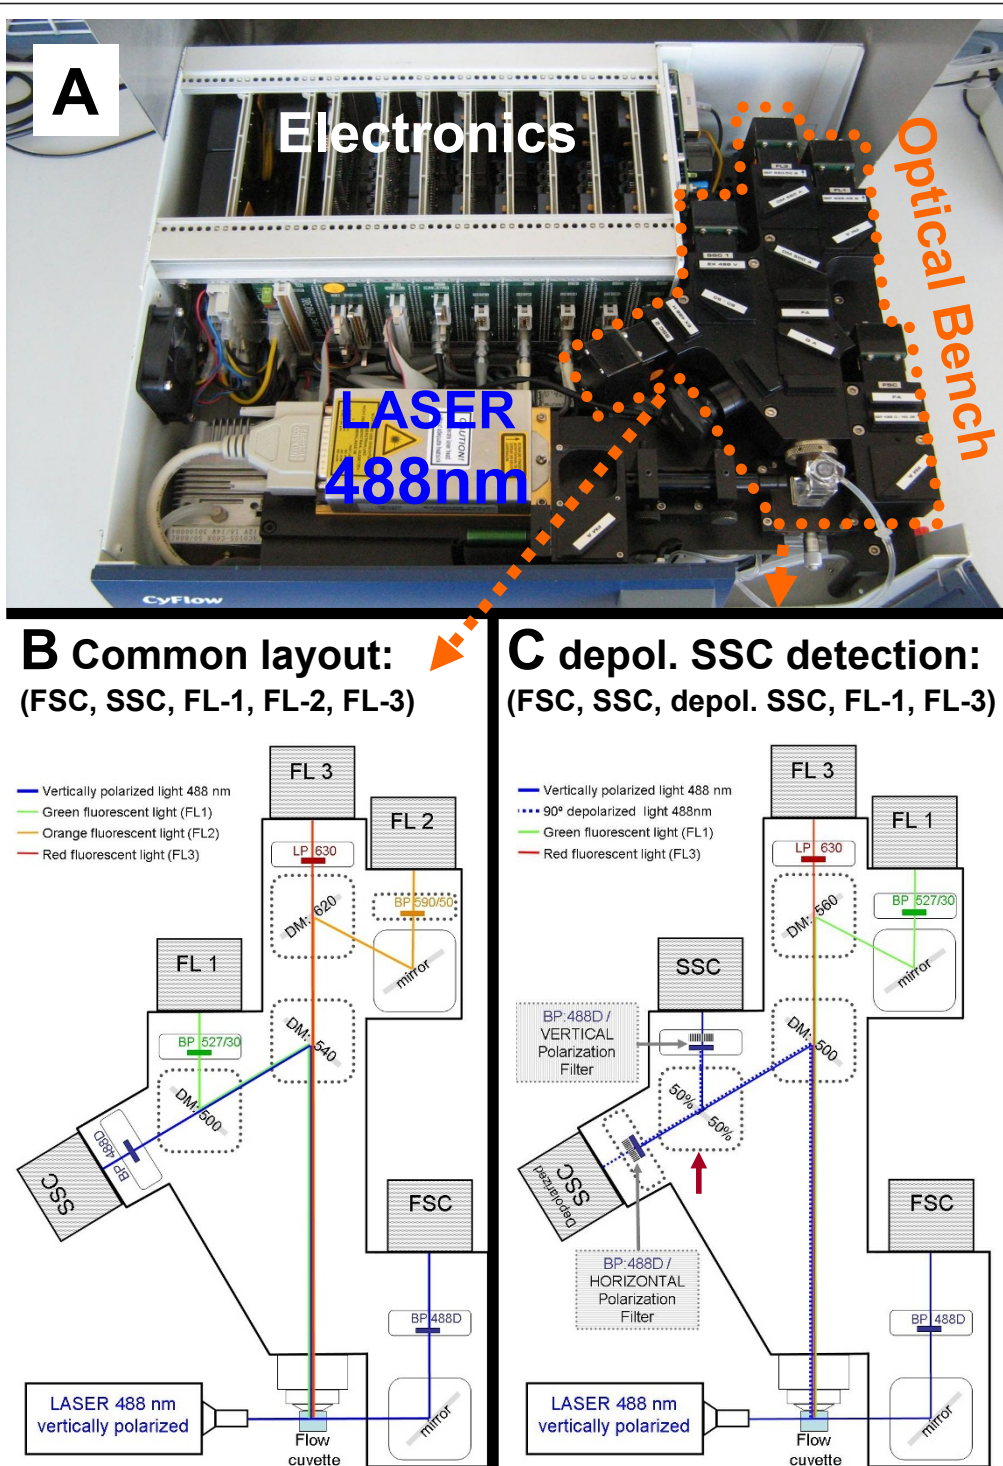 A
Electronics
Optical Bench
LASER
488nm
CAUTION!
SSC 1
FSC
FL3
FL1
CyFlow
B Common layout:
(FSC, SSC, FL-1, FL-2, FL-3)
Vertically polarized light 488 nm
Green fluorescent light (FL1)
Orange fluorescent light (FL2)
Red fluorescent light (FL3)
FL 3
FL 2
LP 630
DM: 620
BP 590/50
mirror
FL 1
BP 527/30
DM: 540
DM: 500
BP 488D
SSC
FSC
BP 488D
mirror
LASER 488 nm
vertically polarized
Flow
cuvette
C depol. SSC detection:
(FSC, SSC, depol. SSC, FL-1, FL-3)
Vertically polarized light 488 nm
90º depolarized light 488nm
Green fluorescent light (FL1)
Red fluorescent light (FL3)
FL 3
FL 1
LP 630
DM: 560
BP 527/30
mirror
SSC
BP:488D /
VERTICAL
Polarization
Filter
DM: 500
50%
50%
SSC
Depolarized
BP:488D /
HORIZONTAL
Polarization
Filter
FSC
BP 488D
mirror
LASER 488 nm
vertically polarized
Flow
cuvette